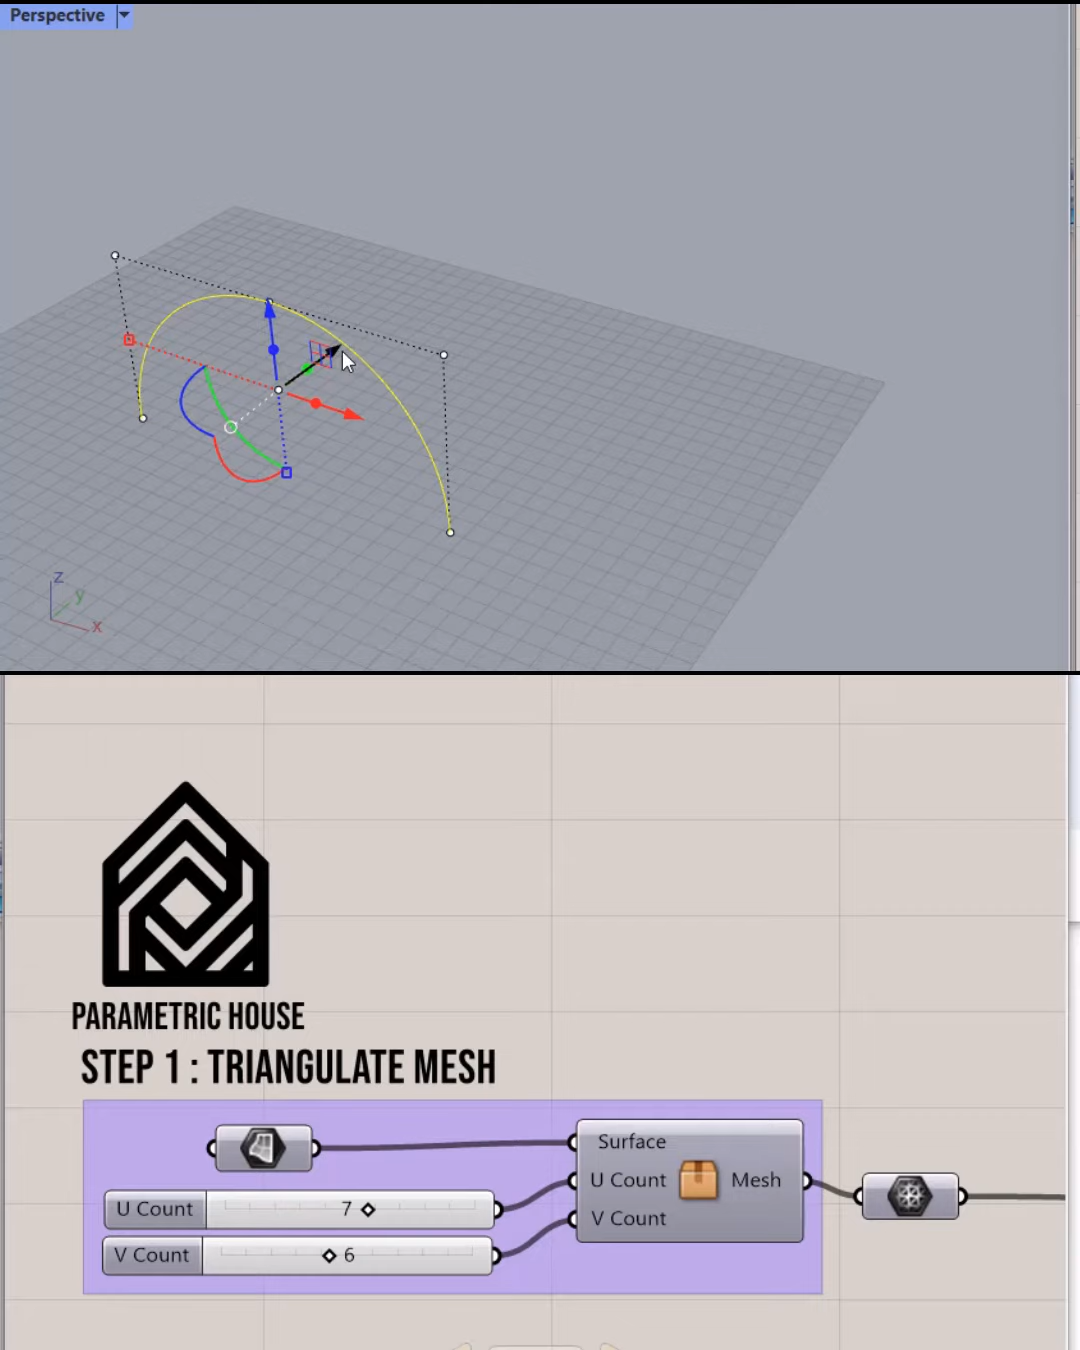 Perspective
z
y
x
PARAMETRIC HOUSE
STEP 1 : TRIANGULATE MESH
Surface
U Count
Mesh
V Count
U Count 7
V Count 6